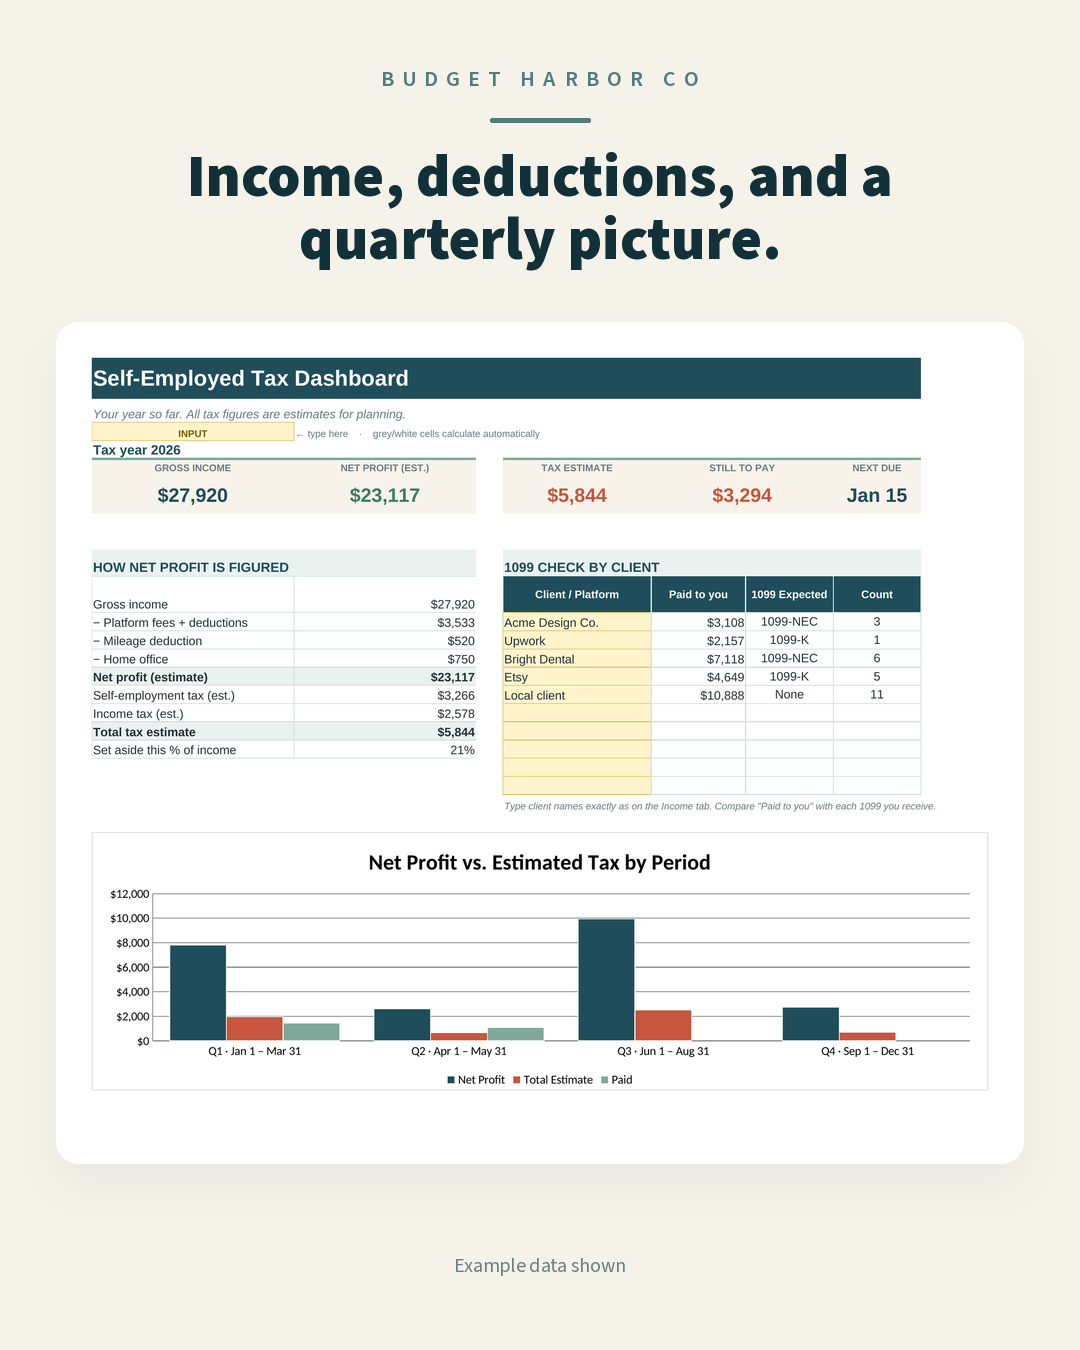 BUDGET HARBOR CO
Income, deductions, and a
quarterly picture.
Self-Employed Tax Dashboard
Your year so far. All tax figures are estimates for planning.
INPUT ← type here · grey/white cells calculate automatically
Tax year 2026
GROSS INCOME NET PROFIT (EST.) TAX ESTIMATE STILL TO PAY NEXT DUE
$27,920 $23,117 $5,844 $3,294 Jan 15
HOW NET PROFIT IS FIGURED
Gross income $27,920
− Platform fees + deductions $3,533
− Mileage deduction $520
− Home office $750
Net profit (estimate) $23,117
Self-employment tax (est.) $3,266
Income tax (est.) $2,578
Total tax estimate $5,844
Set aside this % of income 21%
1099 CHECK BY CLIENT
Client / Platform Paid to you 1099 Expected Count
Acme Design Co. $3,108 1099-NEC 3
Upwork $2,157 1099-K 1
Bright Dental $7,118 1099-NEC 6
Etsy $4,649 1099-K 5
Local client $10,888 None 11
Type client names exactly as on the Income tab. Compare "Paid to you" with each 1099 you receive.
Net Profit vs. Estimated Tax by Period
$12,000
$10,000
$8,000
$6,000
$4,000
$2,000
$0
Q1 · Jan 1 – Mar 31 Q2 · Apr 1 – May 31 Q3 · Jun 1 – Aug 31 Q4 · Sep 1 – Dec 31
Net Profit Total Estimate Paid
Example data shown